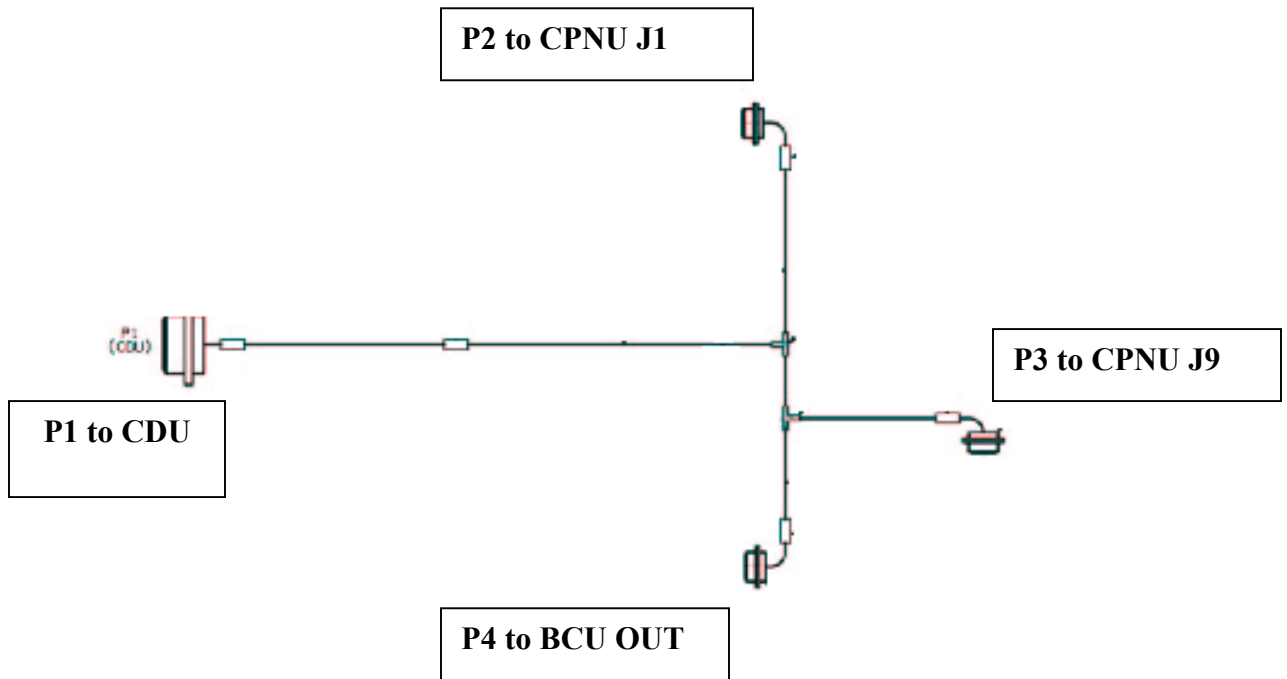 P2 to CPNU J1
P1
(CDU)
P3 to CPNU J9
P1 to CDU
P4 to BCU OUT